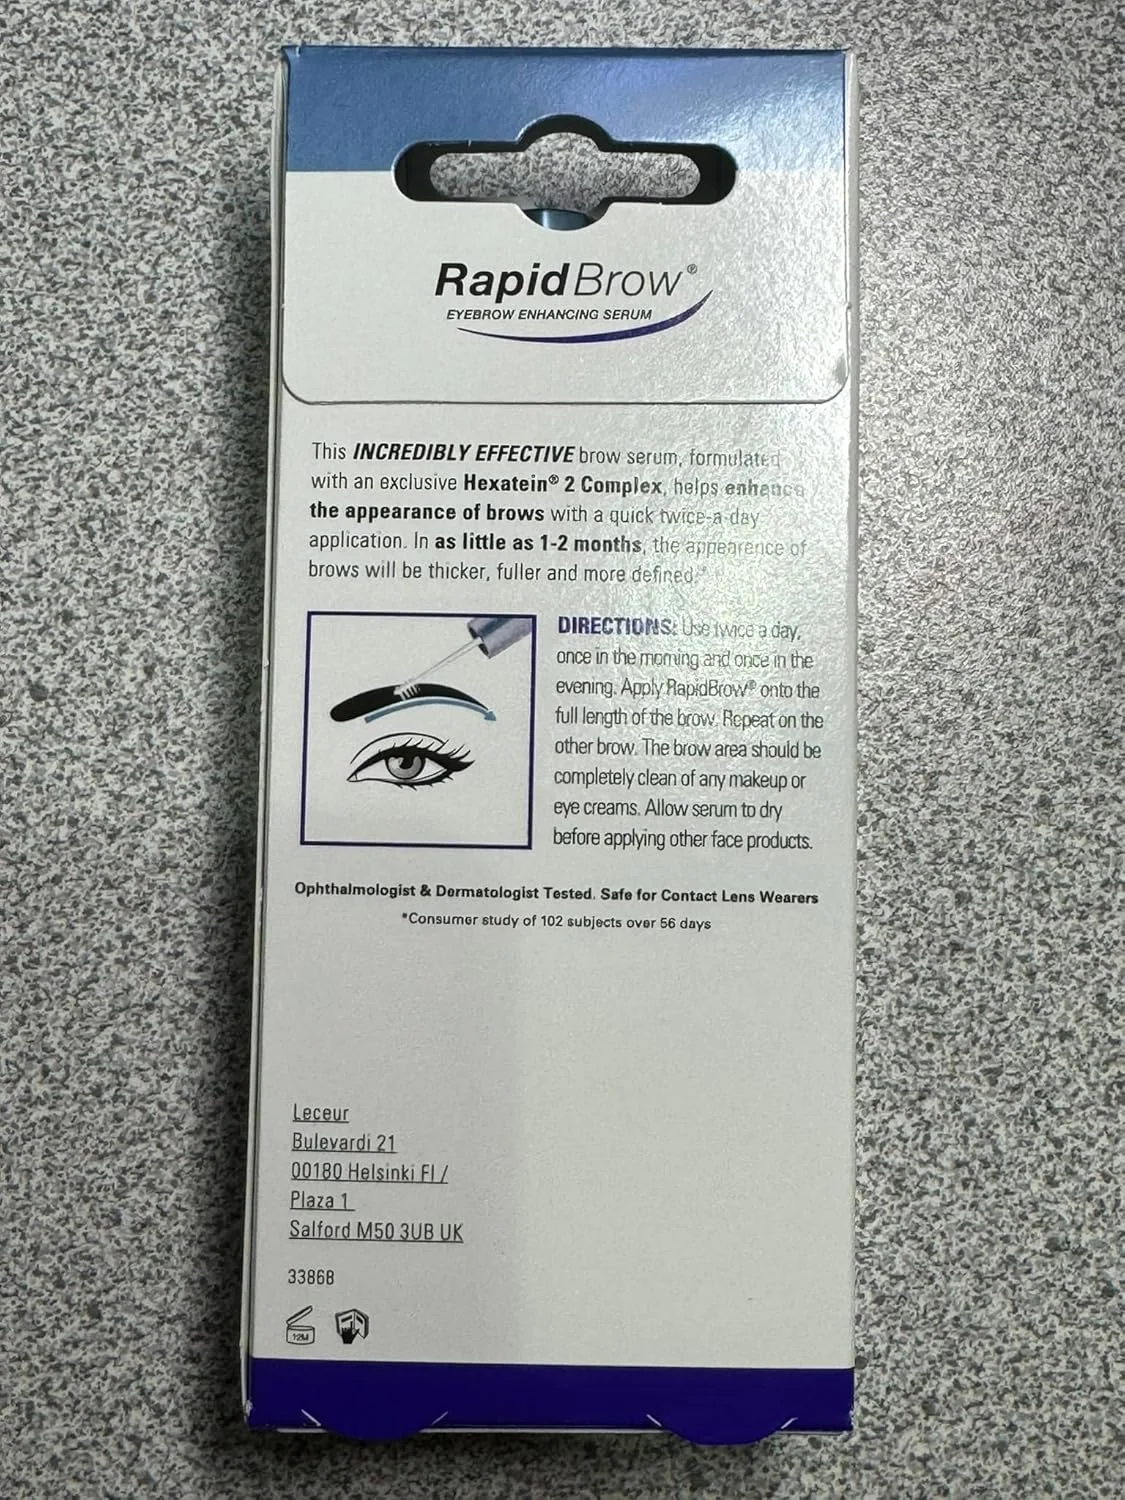 RapidBrow®
EYEBROW ENHANCING SERUM
This INCREDIBLY EFFECTIVE brow serum, formulated
with an exclusive Hexatein® 2 Complex, helps enhance
the appearance of brows with a quick twice-a-day
application. In as little as 1-2 months, the appearance of
brows will be thicker, fuller and more defined.*
DIRECTIONS: Use twice a day,
once in the morning and once in the
evening. Apply RapidBrow® onto the
full length of the brow. Repeat on the
other brow. The brow area should be
completely clean of any makeup or
eye creams. Allow serum to dry
before applying other face products.
Ophthalmologist & Dermatologist Tested. Safe for Contact Lens Wearers
*Consumer study of 102 subjects over 56 days
Leceur
Bulevardi 21
00180 Helsinki FI /
Plaza 1
Salford M50 3UB UK
33868
12M